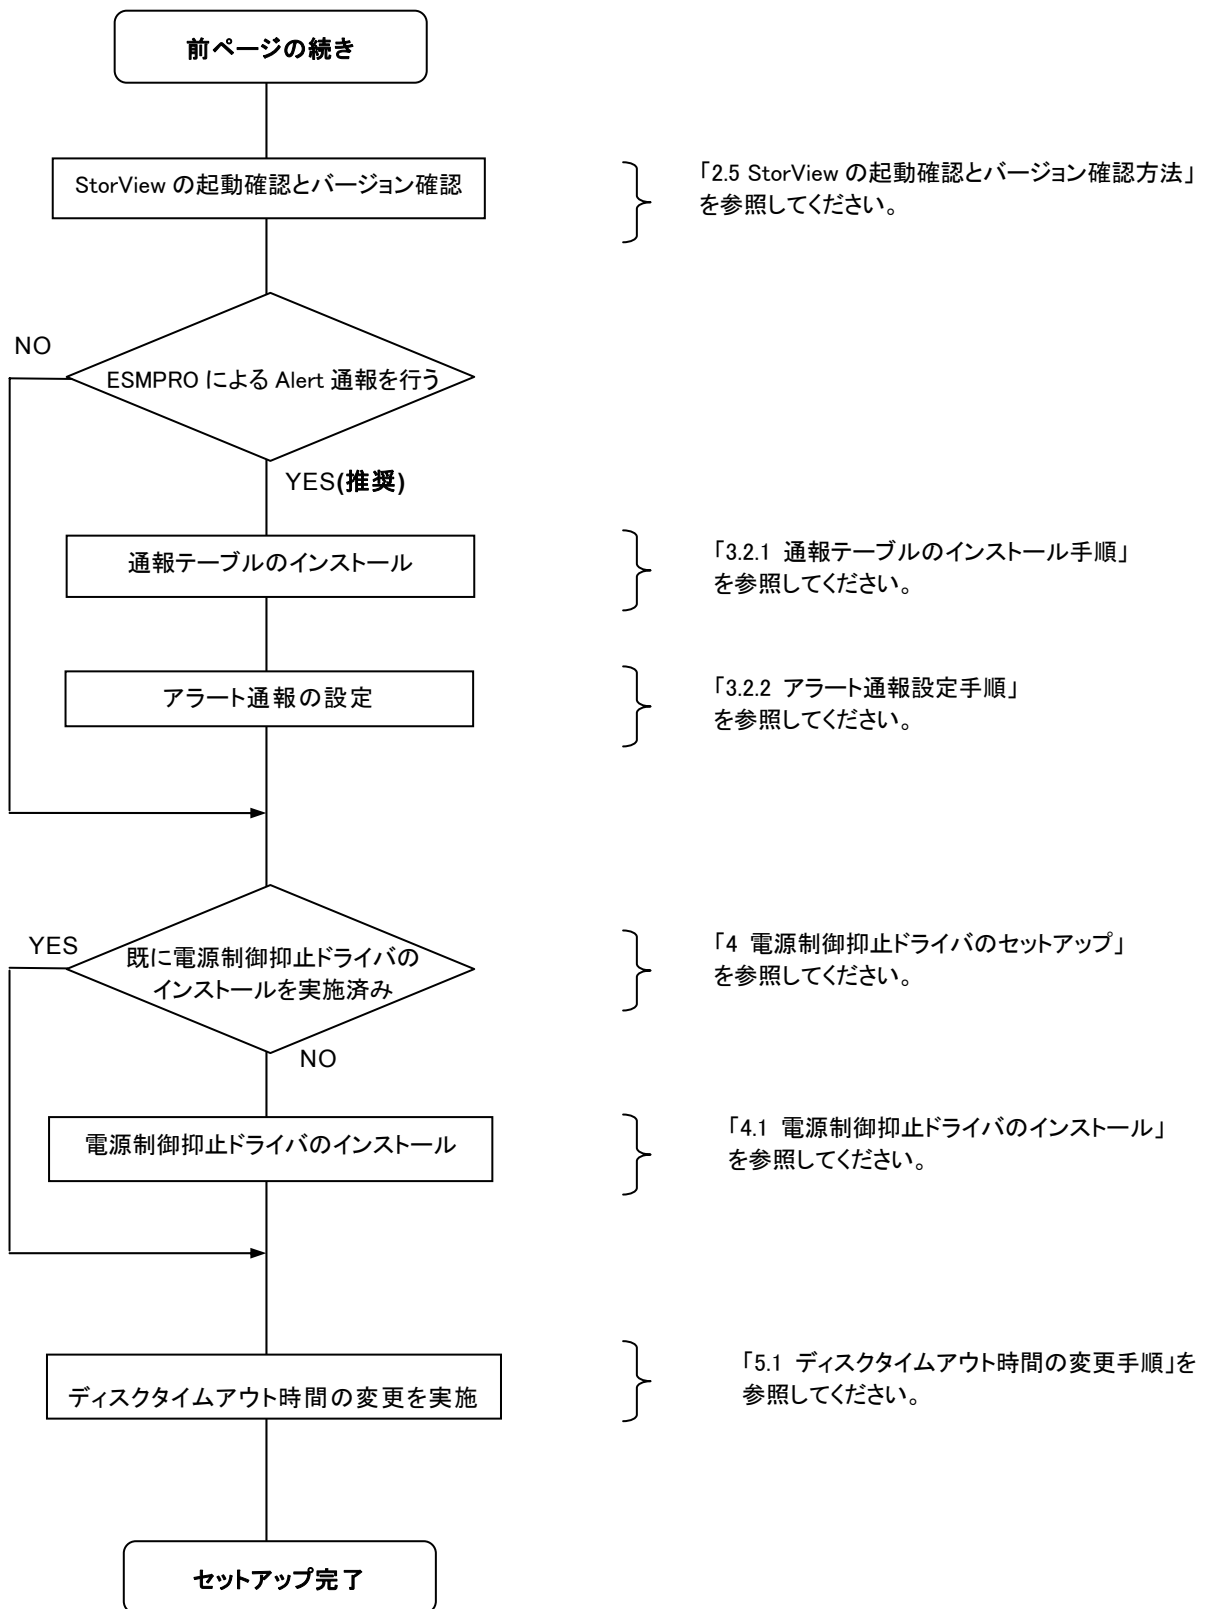 前ページの続き
StorView の起動確認とバージョン確認
「2.5 StorView の起動確認とバージョン確認方法」
を参照してください。
NO
ESMPRO による Alert 通報を行う
YES(推奨)
通報テーブルのインストール
「3.2.1 通報テーブルのインストール手順」
を参照してください。
アラート通報の設定
「3.2.2 アラート通報設定手順」
を参照してください。
YES
既に電源制御抑止ドライバの
インストールを実施済み
「4 電源制御抑止ドライバのセットアップ」
を参照してください。
NO
電源制御抑止ドライバのインストール
「4.1 電源制御抑止ドライバのインストール」
を参照してください。
ディスクタイムアウト時間の変更を実施
「5.1 ディスクタイムアウト時間の変更手順」を
参照してください。
セットアップ完了